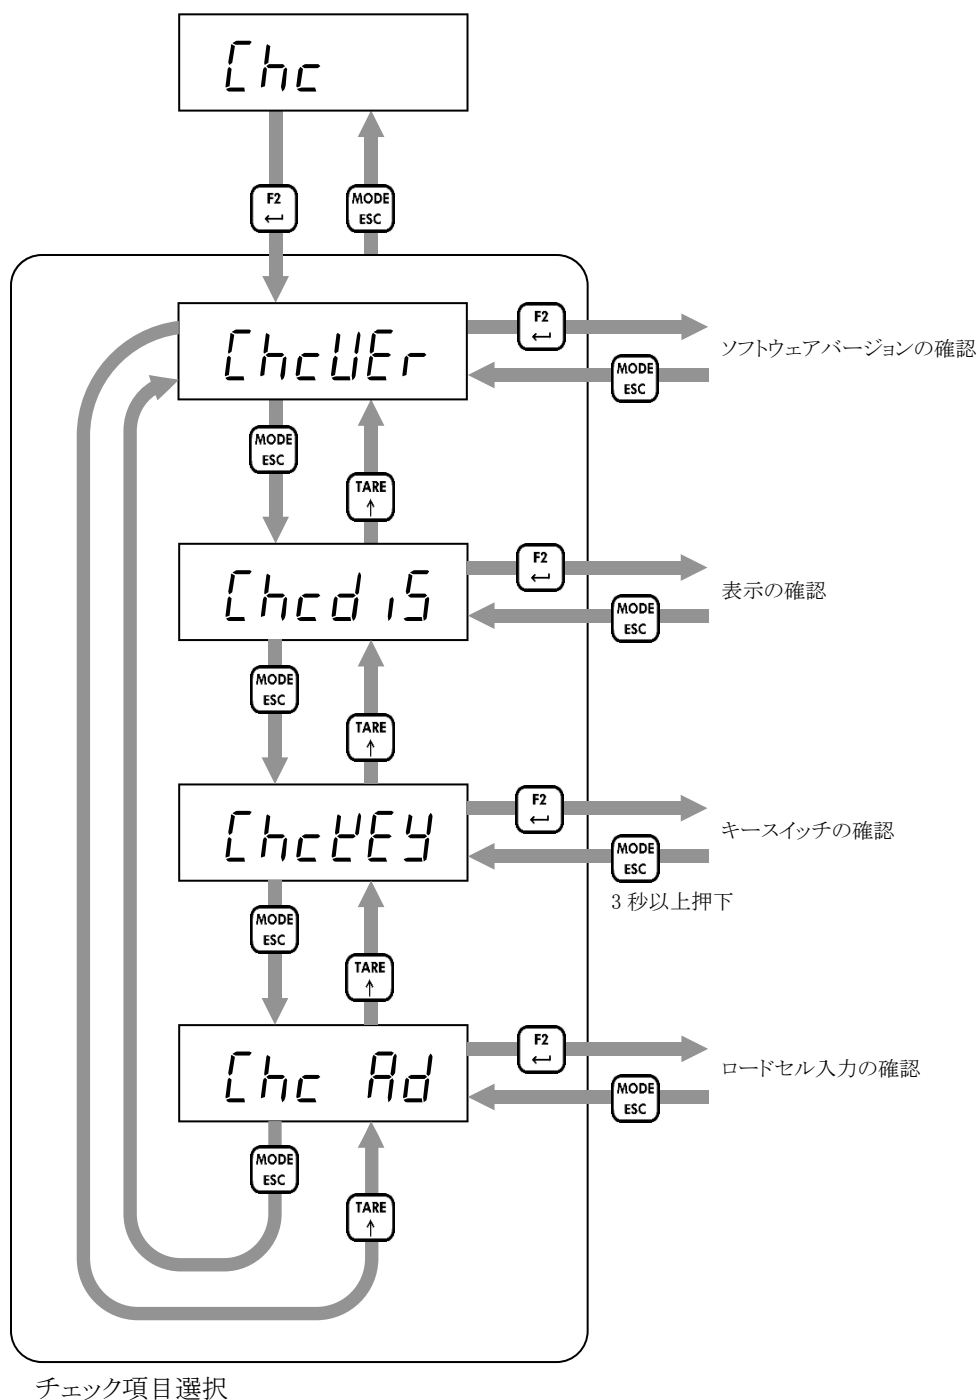 Chc
F2
←
MODE
ESC
ChcVEr
F2
←
ソフトウェアバージョンの確認
MODE
ESC
MODE
ESC
TARE
↑
ChcdiS
F2
←
表示の確認
MODE
ESC
MODE
ESC
TARE
↑
ChcKEY
F2
←
キースイッチの確認
MODE
ESC
3 秒以上押下
MODE
ESC
TARE
↑
Chc Ad
F2
←
ロードセル入力の確認
MODE
ESC
MODE
ESC
TARE
↑
チェック項目選択